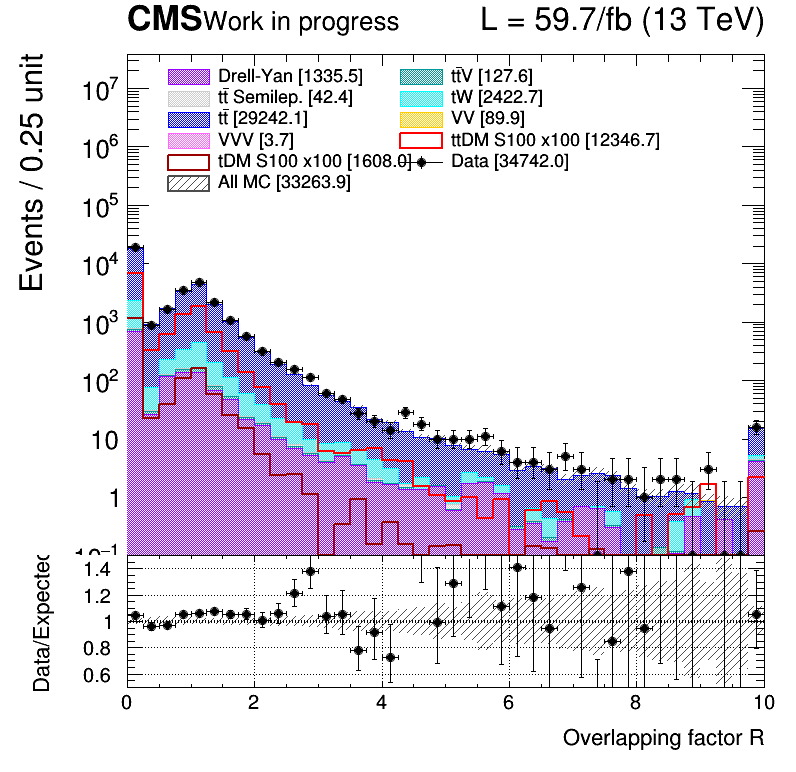 CMS Work in progress L = 59.7/fb (13 TeV)
Events / 0.25 unit
Drell-Yan [1335.5] tt̄V [127.6]
tt̄ Semilep. [42.4] tW [2422.7]
tt̄ [29242.1] VV [89.9]
VVV [3.7] ttDM S100 x100 [12346.7]
tDM S100 x100 [1608.0] Data [34742.0]
All MC [33263.9]
10⁷
10⁶
10⁵
10⁴
10³
10²
10
1
10⁻¹
Data/Expected
1.4
1.2
1
0.8
0.6
0 2 4 6 8 10
Overlapping factor R